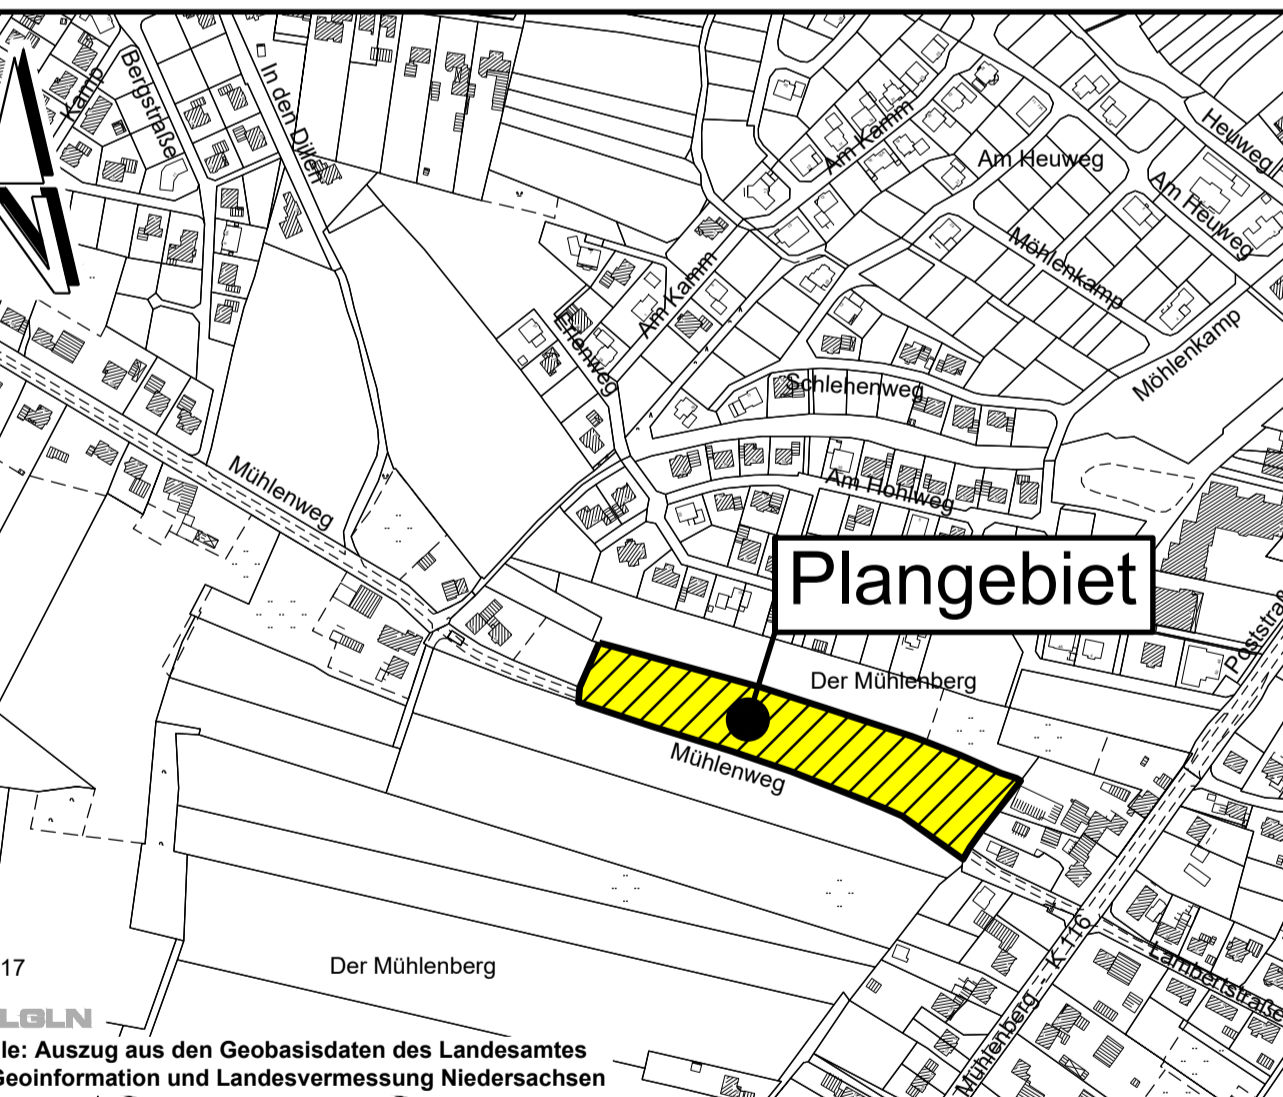 Kamp
Bergstraße
In den Dülen
Am Kamm
Am Heuweg
Heuweg
Am Heuweg
Möhlenkamp
Möhlenkamp
Am Kamm
Erlenweg
Schlehenweg
Am Hohlweg
Mühlenweg
Plangebiet
Poststraße
Der Mühlenberg
Mühlenweg
Der Mühlenberg
Mühlenberg - K 116
Lambertstraße
17
LGLN
le: Auszug aus den Geobasisdaten des Landesamtes
Geoinformation und Landesvermessung Niedersachsen